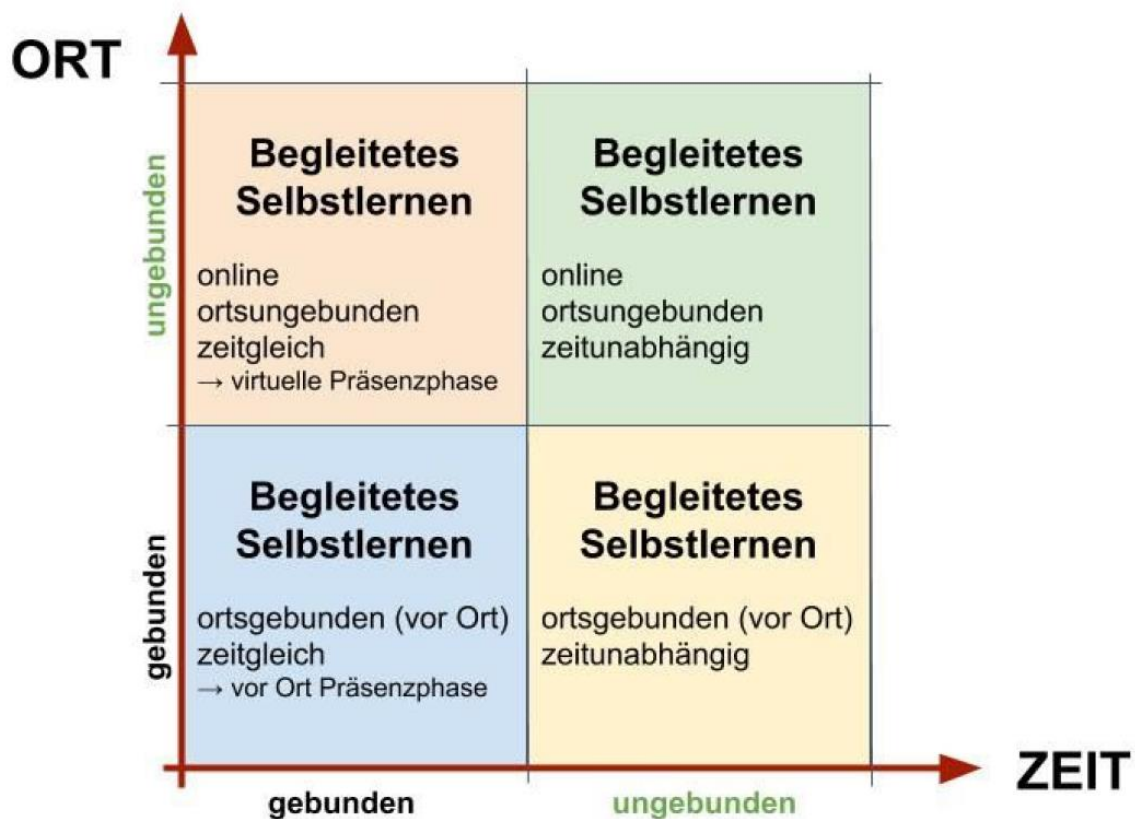 ORT
ungebunden
Begleitetes
Selbstlernen
online
ortsungebunden
zeitgleich
→ virtuelle Präsenzphase
Begleitetes
Selbstlernen
online
ortsungebunden
zeitunabhängig
gebunden
Begleitetes
Selbstlernen
ortsgebunden (vor Ort)
zeitgleich
→ vor Ort Präsenzphase
Begleitetes
Selbstlernen
ortsgebunden (vor Ort)
zeitunabhängig
ZEIT
gebunden
ungebunden